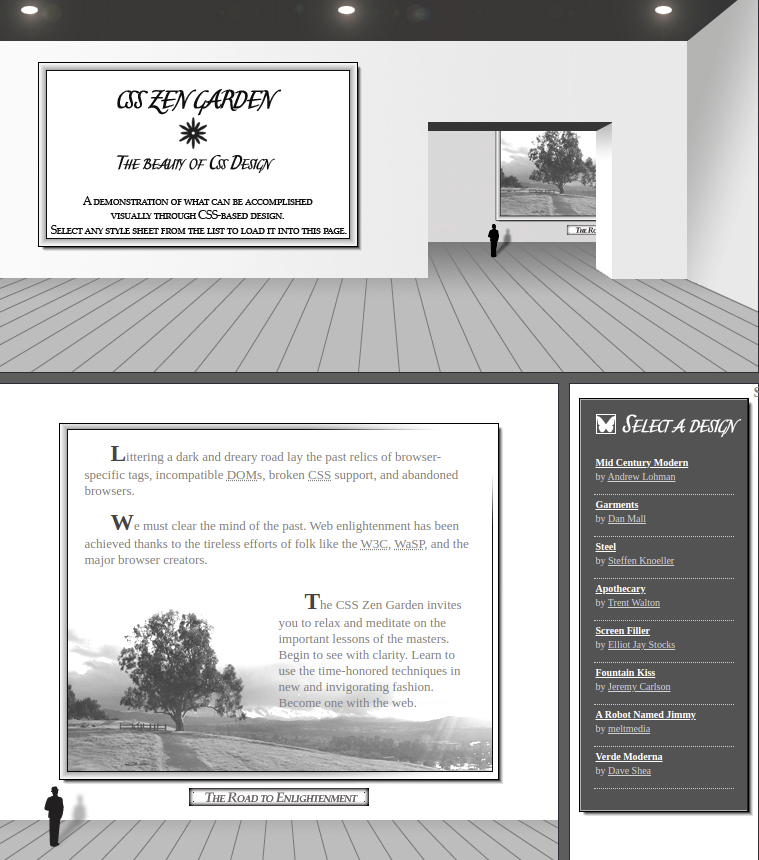 CSS ZEN GARDEN
THE BEAUTY OF CSS DESIGN
A DEMONSTRATION OF WHAT CAN BE ACCOMPLISHED
VISUALLY THROUGH CSS-BASED DESIGN.
SELECT ANY STYLE SHEET FROM THE LIST TO LOAD IT INTO THIS PAGE.
THE RO
Littering a dark and dreary road lay the past relics of browser-
specific tags, incompatible DOMs, broken CSS support, and abandoned
browsers.
We must clear the mind of the past. Web enlightenment has been
achieved thanks to the tireless efforts of folk like the W3C, WaSP, and the
major browser creators.
The CSS Zen Garden invites
you to relax and meditate on the
important lessons of the masters.
Begin to see with clarity. Learn to
use the time-honored techniques in
new and invigorating fashion.
Become one with the web.
THE ROAD TO ENLIGHTENMENT
SELECT A DESIGN
Mid Century Modern
by Andrew Lohman
Garments
by Dan Mall
Steel
by Steffen Knoeller
Apothecary
by Trent Walton
Screen Filler
by Elliot Jay Stocks
Fountain Kiss
by Jeremy Carlson
A Robot Named Jimmy
by meltmedia
Verde Moderna
by Dave Shea